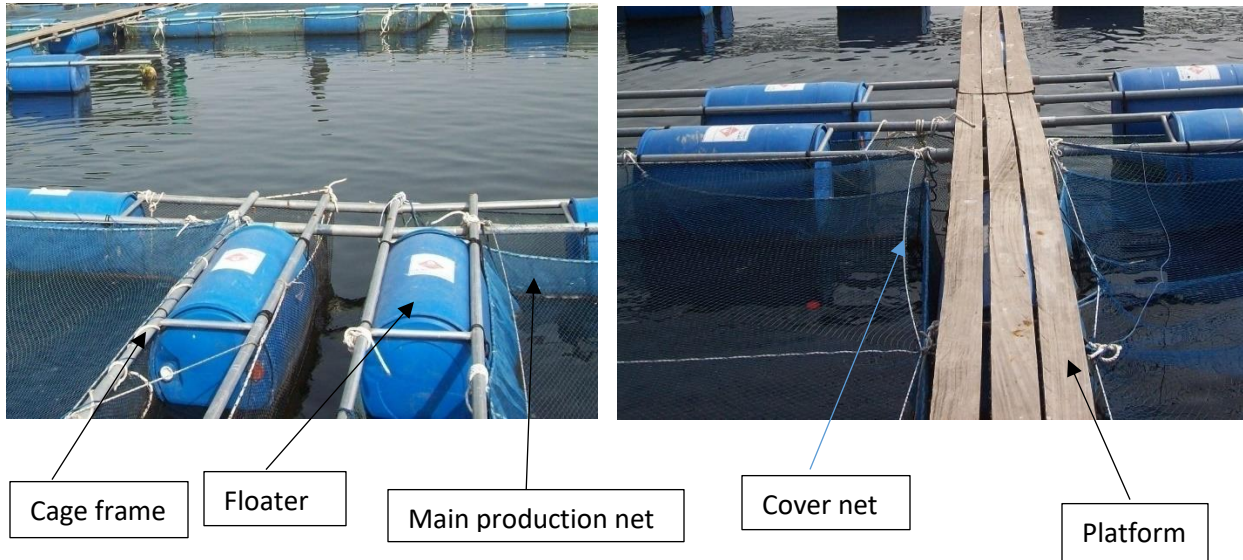 Cage frame
Floater
Main production net
Cover net
Platform